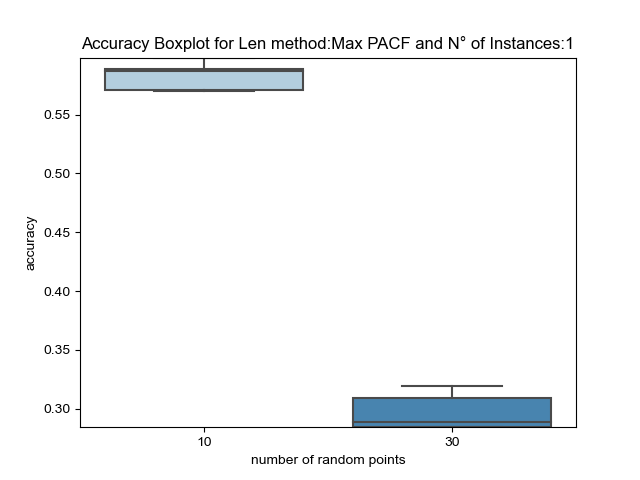 Accuracy Boxplot for Len method:Max PACF and N° of Instances:1
0.55
0.50
0.45
0.40
0.35
0.30
accuracy
10 30
number of random points